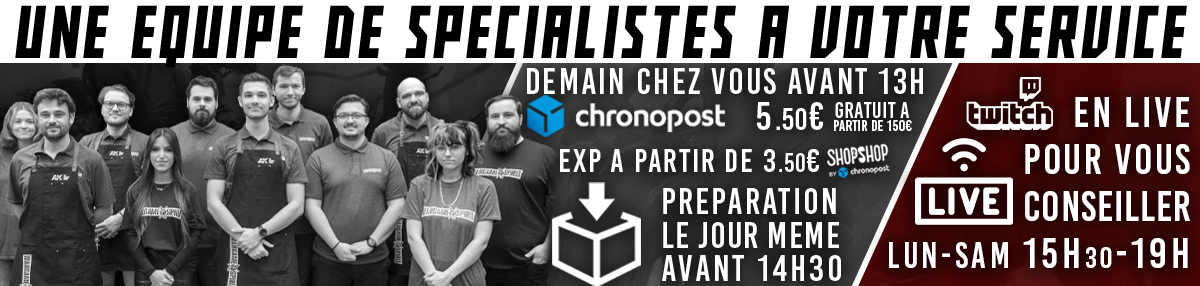 UNE EQUIPE DE SPECIALISTES A VOTRE SERVICE
DEMAIN CHEZ VOUS AVANT 13H
chronopost 5.50€ GRATUIT A PARTIR DE 150€
EXP A PARTIR DE 3.50€ SHOP2SHOP BY chronopost
PREPARATION
LE JOUR MEME
AVANT 14H30
twitch EN LIVE
POUR VOUS
LIVE CONSEILLER
LUN-SAM 15H30-19H